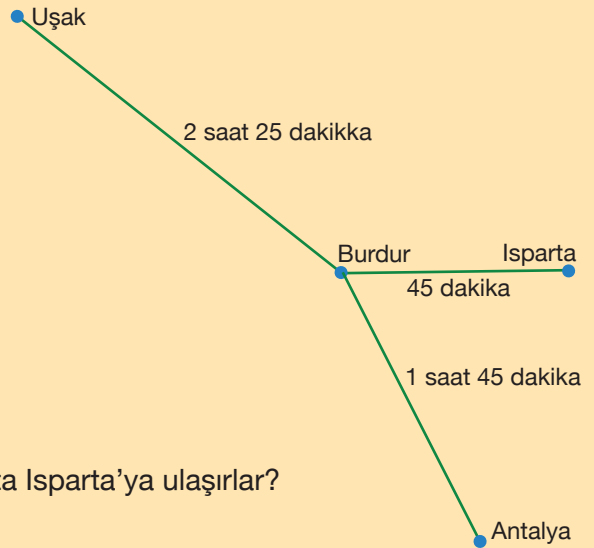 Uşak
2 saat 25 dakikka
Burdur
Isparta
45 dakika
1 saat 45 dakika
Isparta’ya ulaşırlar?
Antalya